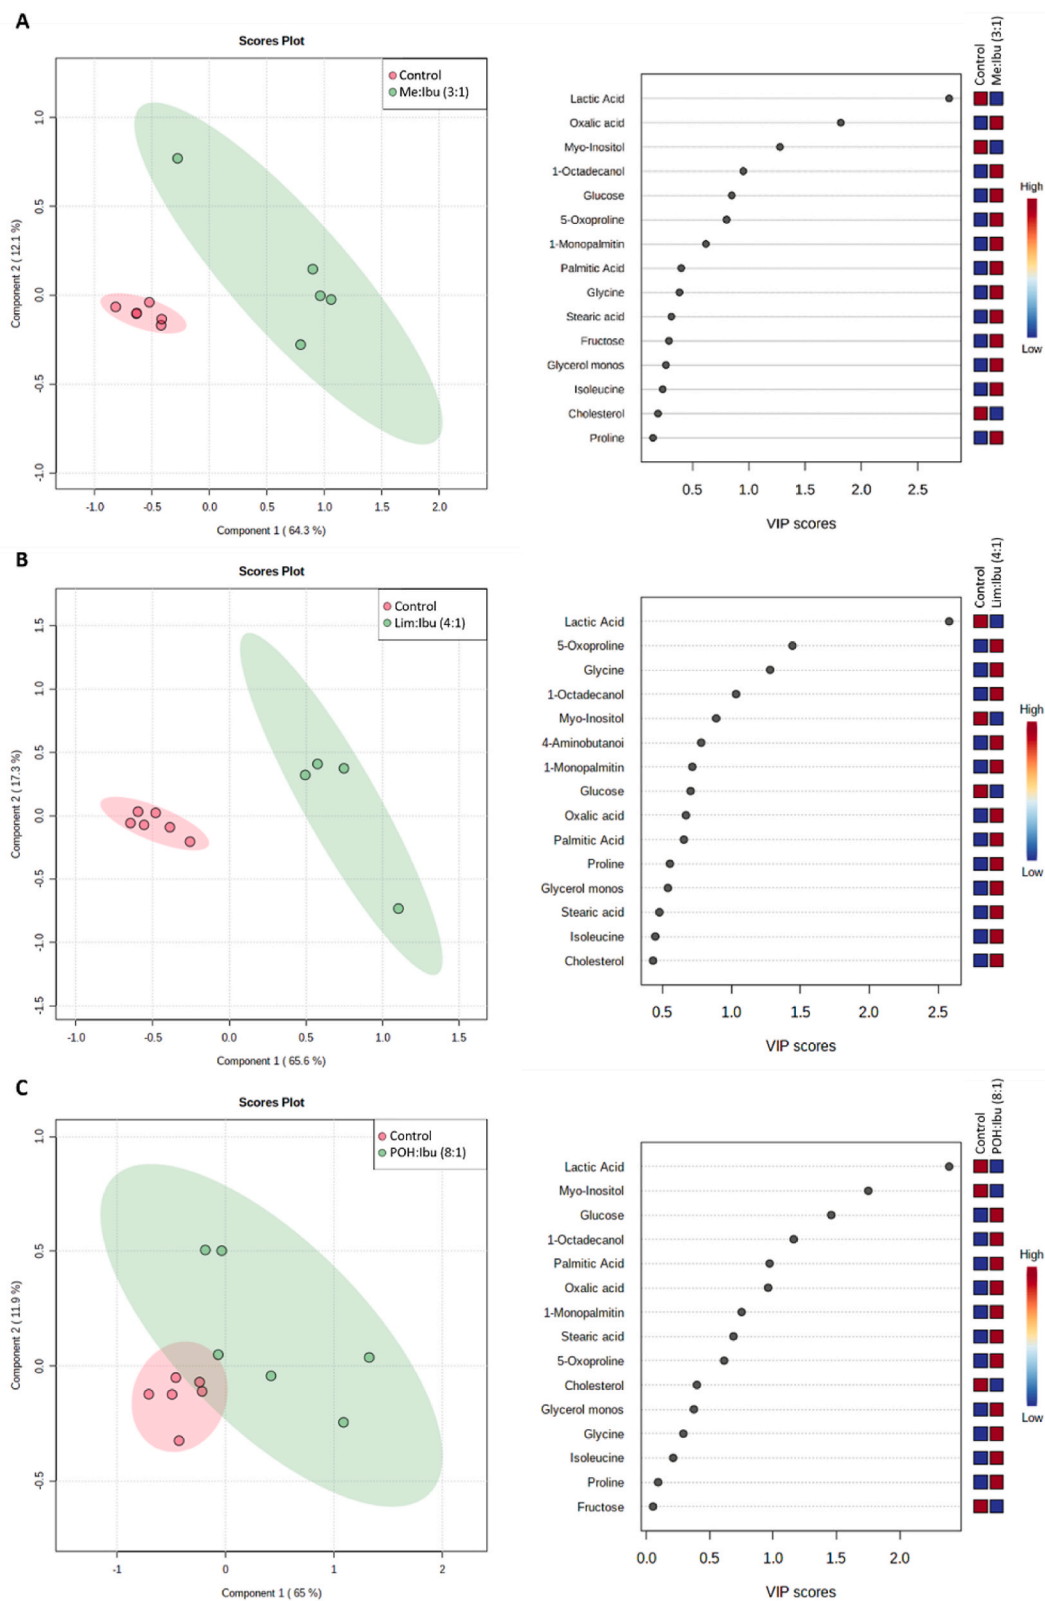 A
Scores Plot
Control
Me:Ibu (3:1)
Component 2 ( 12.1 %)
1.0
0.5
0.0
-0.5
-1.0
-1.0 -0.5 0.0 0.5 1.0 1.5 2.0
Component 1 ( 64.3 %)
Control
Me:Ibu (3:1)
Lactic Acid
Oxalic acid
Myo-Inositol
1-Octadecanol
Glucose
5-Oxoproline
1-Monopalmitin
Palmitic Acid
Glycine
Stearic acid
Fructose
Glycerol monos
Isoleucine
Cholesterol
Proline
0.5 1.0 1.5 2.0 2.5
VIP scores
High
Low
B
Scores Plot
Control
Lim:Ibu (4:1)
Component 2 ( 17.3 %)
1.5
1.0
0.5
0.0
-0.5
-1.0
-1.5
-1.0 -0.5 0.0 0.5 1.0 1.5
Component 1 ( 65.6 %)
Control
Lim:Ibu (4:1)
Lactic Acid
5-Oxoproline
Glycine
1-Octadecanol
Myo-Inositol
4-Aminobutanoi
1-Monopalmitin
Glucose
Oxalic acid
Palmitic Acid
Proline
Glycerol monos
Stearic acid
Isoleucine
Cholesterol
0.5 1.0 1.5 2.0 2.5
VIP scores
High
Low
C
Scores Plot
Control
POH:Ibu (8:1)
Component 2 ( 11.9 %)
1.0
0.5
0.0
-0.5
-1 0 1 2
Component 1 ( 65 %)
Control
POH:Ibu (8:1)
Lactic Acid
Myo-Inositol
Glucose
1-Octadecanol
Palmitic Acid
Oxalic acid
1-Monopalmitin
Stearic acid
5-Oxoproline
Cholesterol
Glycerol monos
Glycine
Isoleucine
Proline
Fructose
0.0 0.5 1.0 1.5 2.0
VIP scores
High
Low